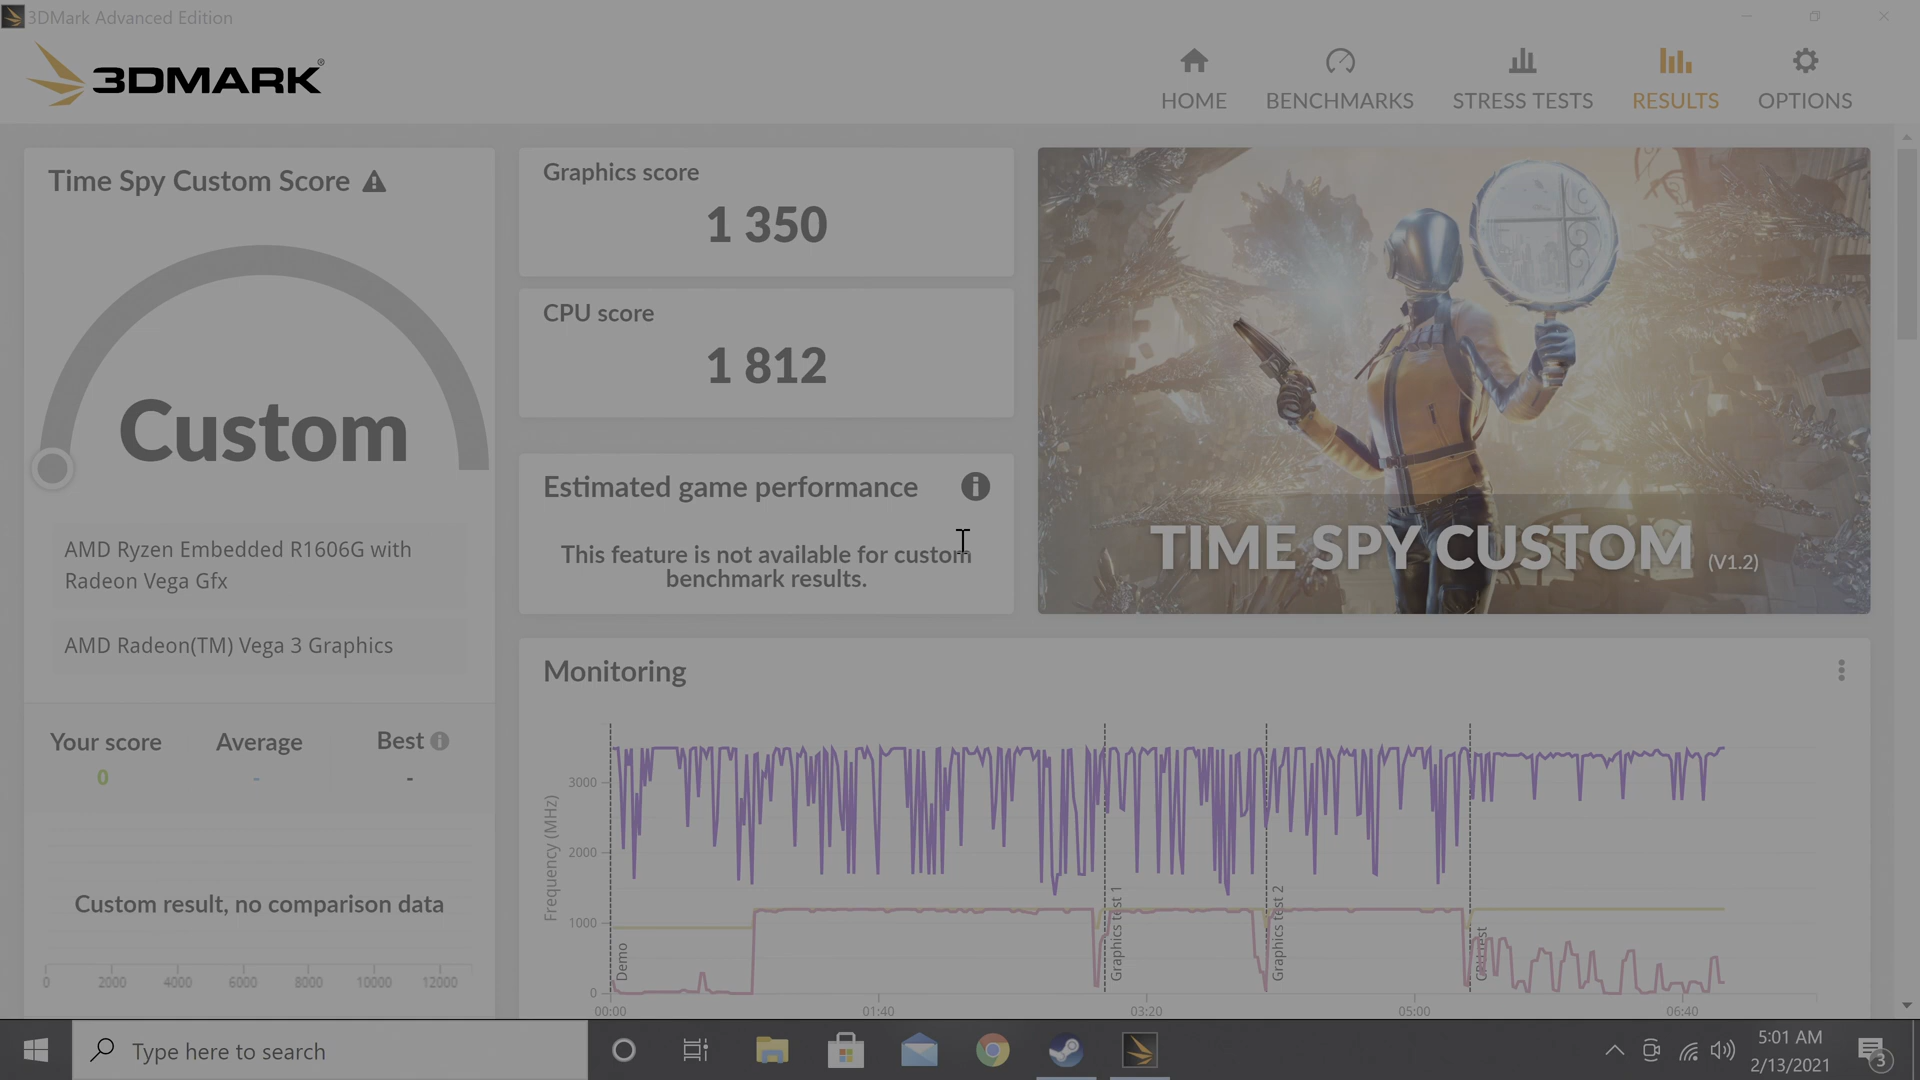 3DMark Advanced Edition
3DMARK®
HOME
BENCHMARKS
STRESS TESTS
RESULTS
OPTIONS
Time Spy Custom Score
Custom
AMD Ryzen Embedded R1606G with
Radeon Vega Gfx
AMD Radeon(TM) Vega 3 Graphics
Your score Average Best
0 - -
Custom result, no comparison data
0 2000 4000 6000 8000 10000 12000
Graphics score
1 350
CPU score
1 812
Estimated game performance
This feature is not available for custom
benchmark results.
TIME SPY CUSTOM (V1.2)
Monitoring
Frequency (MHz)
3000
2000
1000
0
Demo
Graphics test 1
Graphics test 2
CPU test
00:00 01:40 03:20 05:00 06:40
Type here to search
5:01 AM
2/13/2021
3